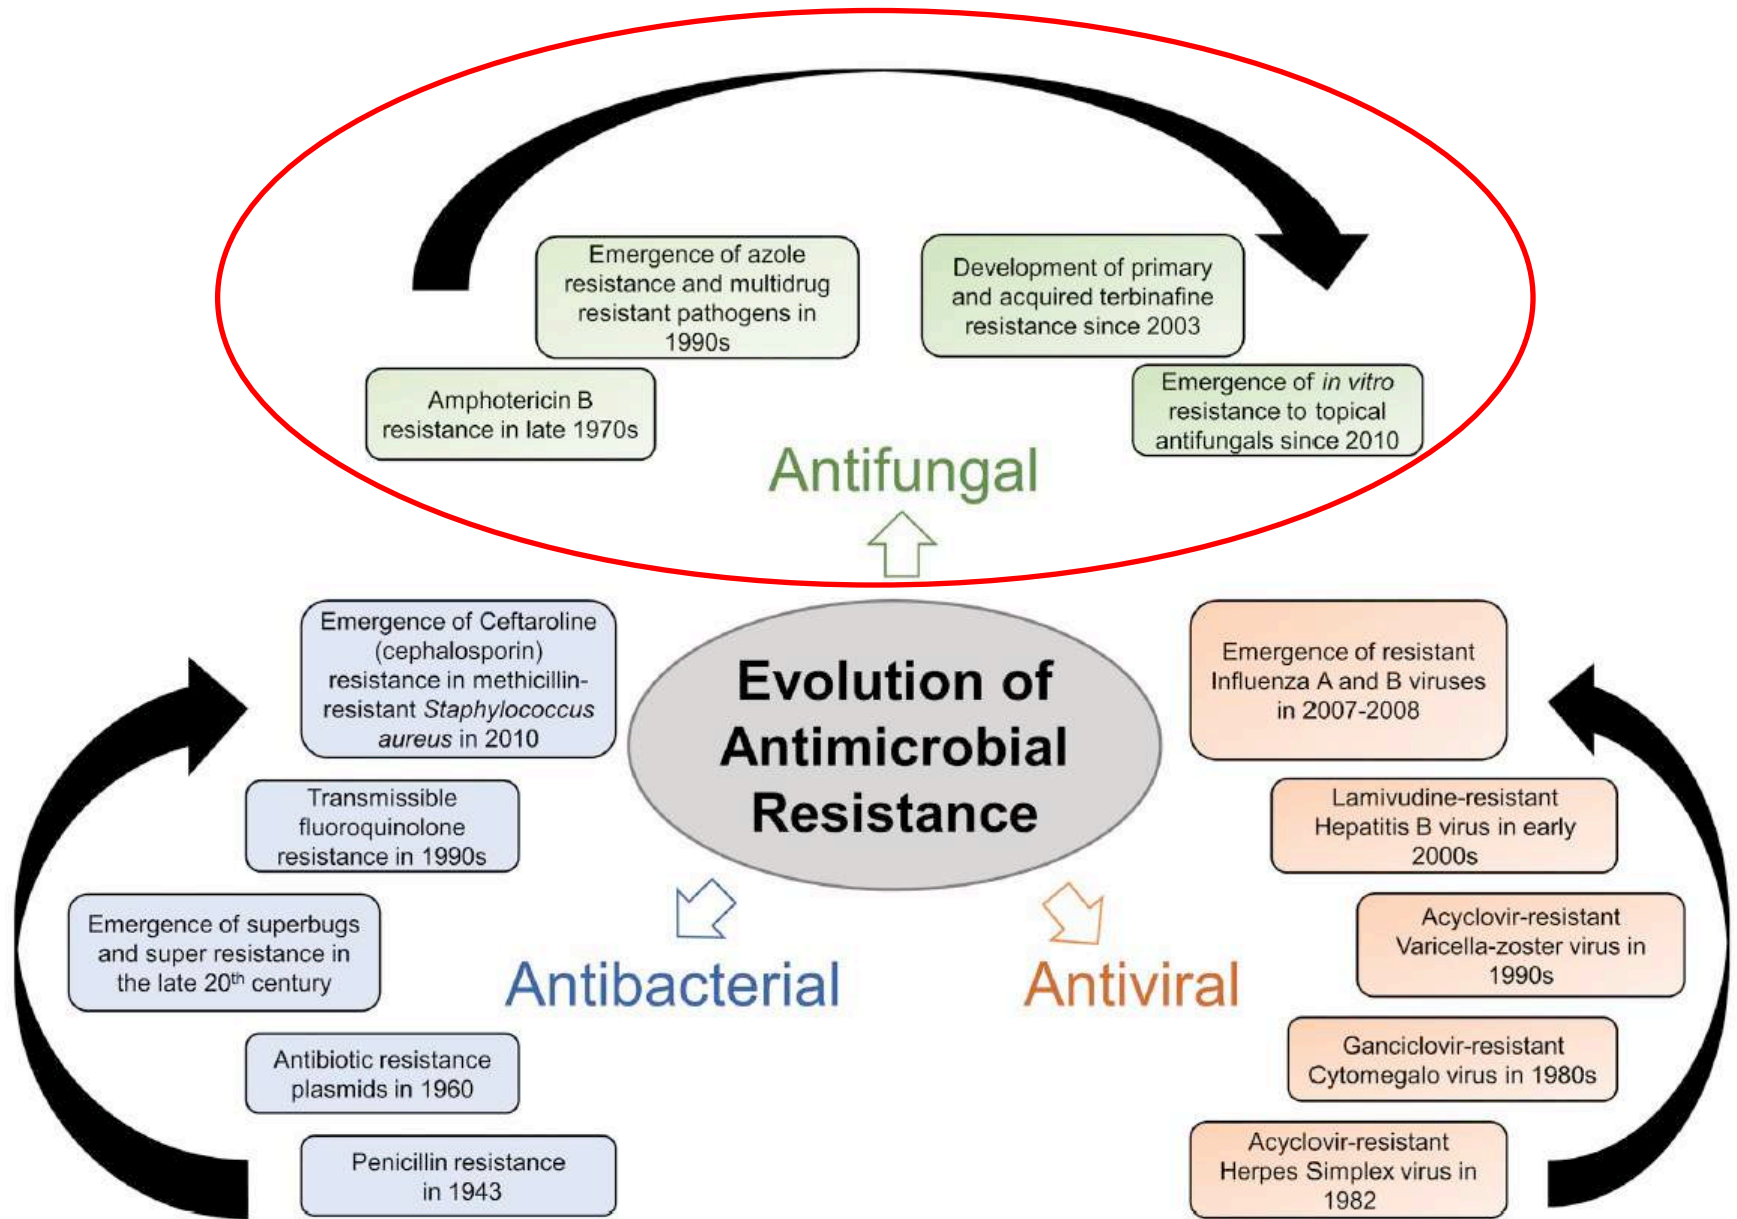 Emergence of azole
resistance and multidrug
resistant pathogens in
1990s
Development of primary
and acquired terbinafine
resistance since 2003
Amphotericin B
resistance in late 1970s
Emergence of in vitro
resistance to topical
antifungals since 2010
Antifungal
Evolution of
Antimicrobial
Resistance
Emergence of Ceftaroline
(cephalosporin)
resistance in methicillin-
resistant Staphylococcus
aureus in 2010
Transmissible
fluoroquinolone
resistance in 1990s
Emergence of superbugs
and super resistance in
the late 20th century
Antibiotic resistance
plasmids in 1960
Penicillin resistance
in 1943
Antibacterial
Emergence of resistant
Influenza A and B viruses
in 2007-2008
Lamivudine-resistant
Hepatitis B virus in early
2000s
Acyclovir-resistant
Varicella-zoster virus in
1990s
Ganciclovir-resistant
Cytomegalo virus in 1980s
Acyclovir-resistant
Herpes Simplex virus in
1982
Antiviral